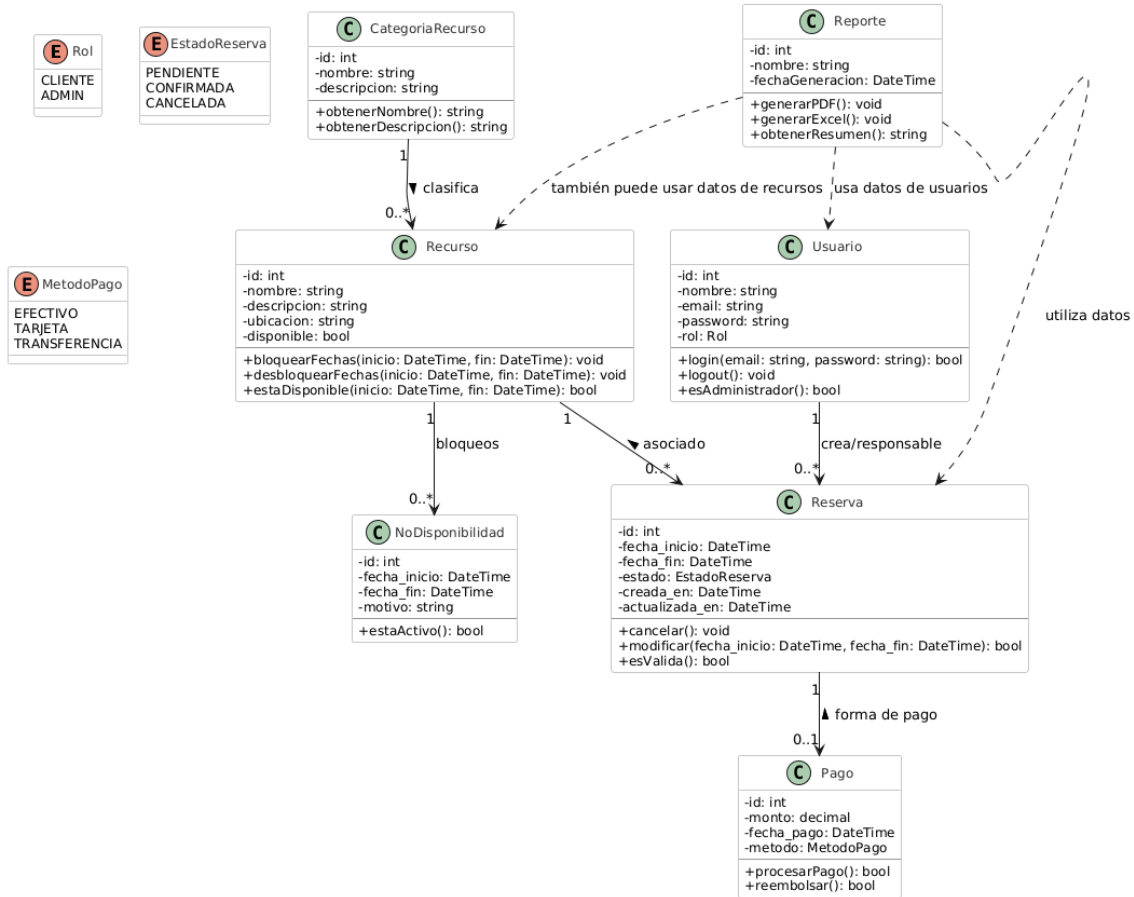 E Rol
CLIENTE
ADMIN
E EstadoReserva
PENDIENTE
CONFIRMADA
CANCELADA
C CategoriaRecurso
-id: int
-nombre: string
-descripcion: string
+obtenerNombre(): string
+obtenerDescripcion(): string
C Reporte
-id: int
-nombre: string
-fechaGeneracion: DateTime
+generarPDF(): void
+generarExcel(): void
+obtenerResumen(): string
1
clasifica
0..*
también puede usar datos de recursos
usa datos de usuarios
utiliza datos
E MetodoPago
EFECTIVO
TARJETA
TRANSFERENCIA
C Recurso
-id: int
-nombre: string
-descripcion: string
-ubicacion: string
-disponible: bool
+bloquearFechas(inicio: DateTime, fin: DateTime): void
+desbloquearFechas(inicio: DateTime, fin: DateTime): void
+estaDisponible(inicio: DateTime, fin: DateTime): bool
C Usuario
-id: int
-nombre: string
-email: string
-password: string
-rol: Rol
+login(email: string, password: string): bool
+logout(): void
+esAdministrador(): bool
1
bloqueos
0..*
1
asociado
0..*
1
crea/responsable
0..*
C NoDisponibilidad
-id: int
-fecha_inicio: DateTime
-fecha_fin: DateTime
-motivo: string
+estaActivo(): bool
C Reserva
-id: int
-fecha_inicio: DateTime
-fecha_fin: DateTime
-estado: EstadoReserva
-creada_en: DateTime
-actualizada_en: DateTime
+cancelar(): void
+modificar(fecha_inicio: DateTime, fecha_fin: DateTime): bool
+esValida(): bool
1
forma de pago
0..1
C Pago
-id: int
-monto: decimal
-fecha_pago: DateTime
-metodo: MetodoPago
+procesarPago(): bool
+reembolsar(): bool